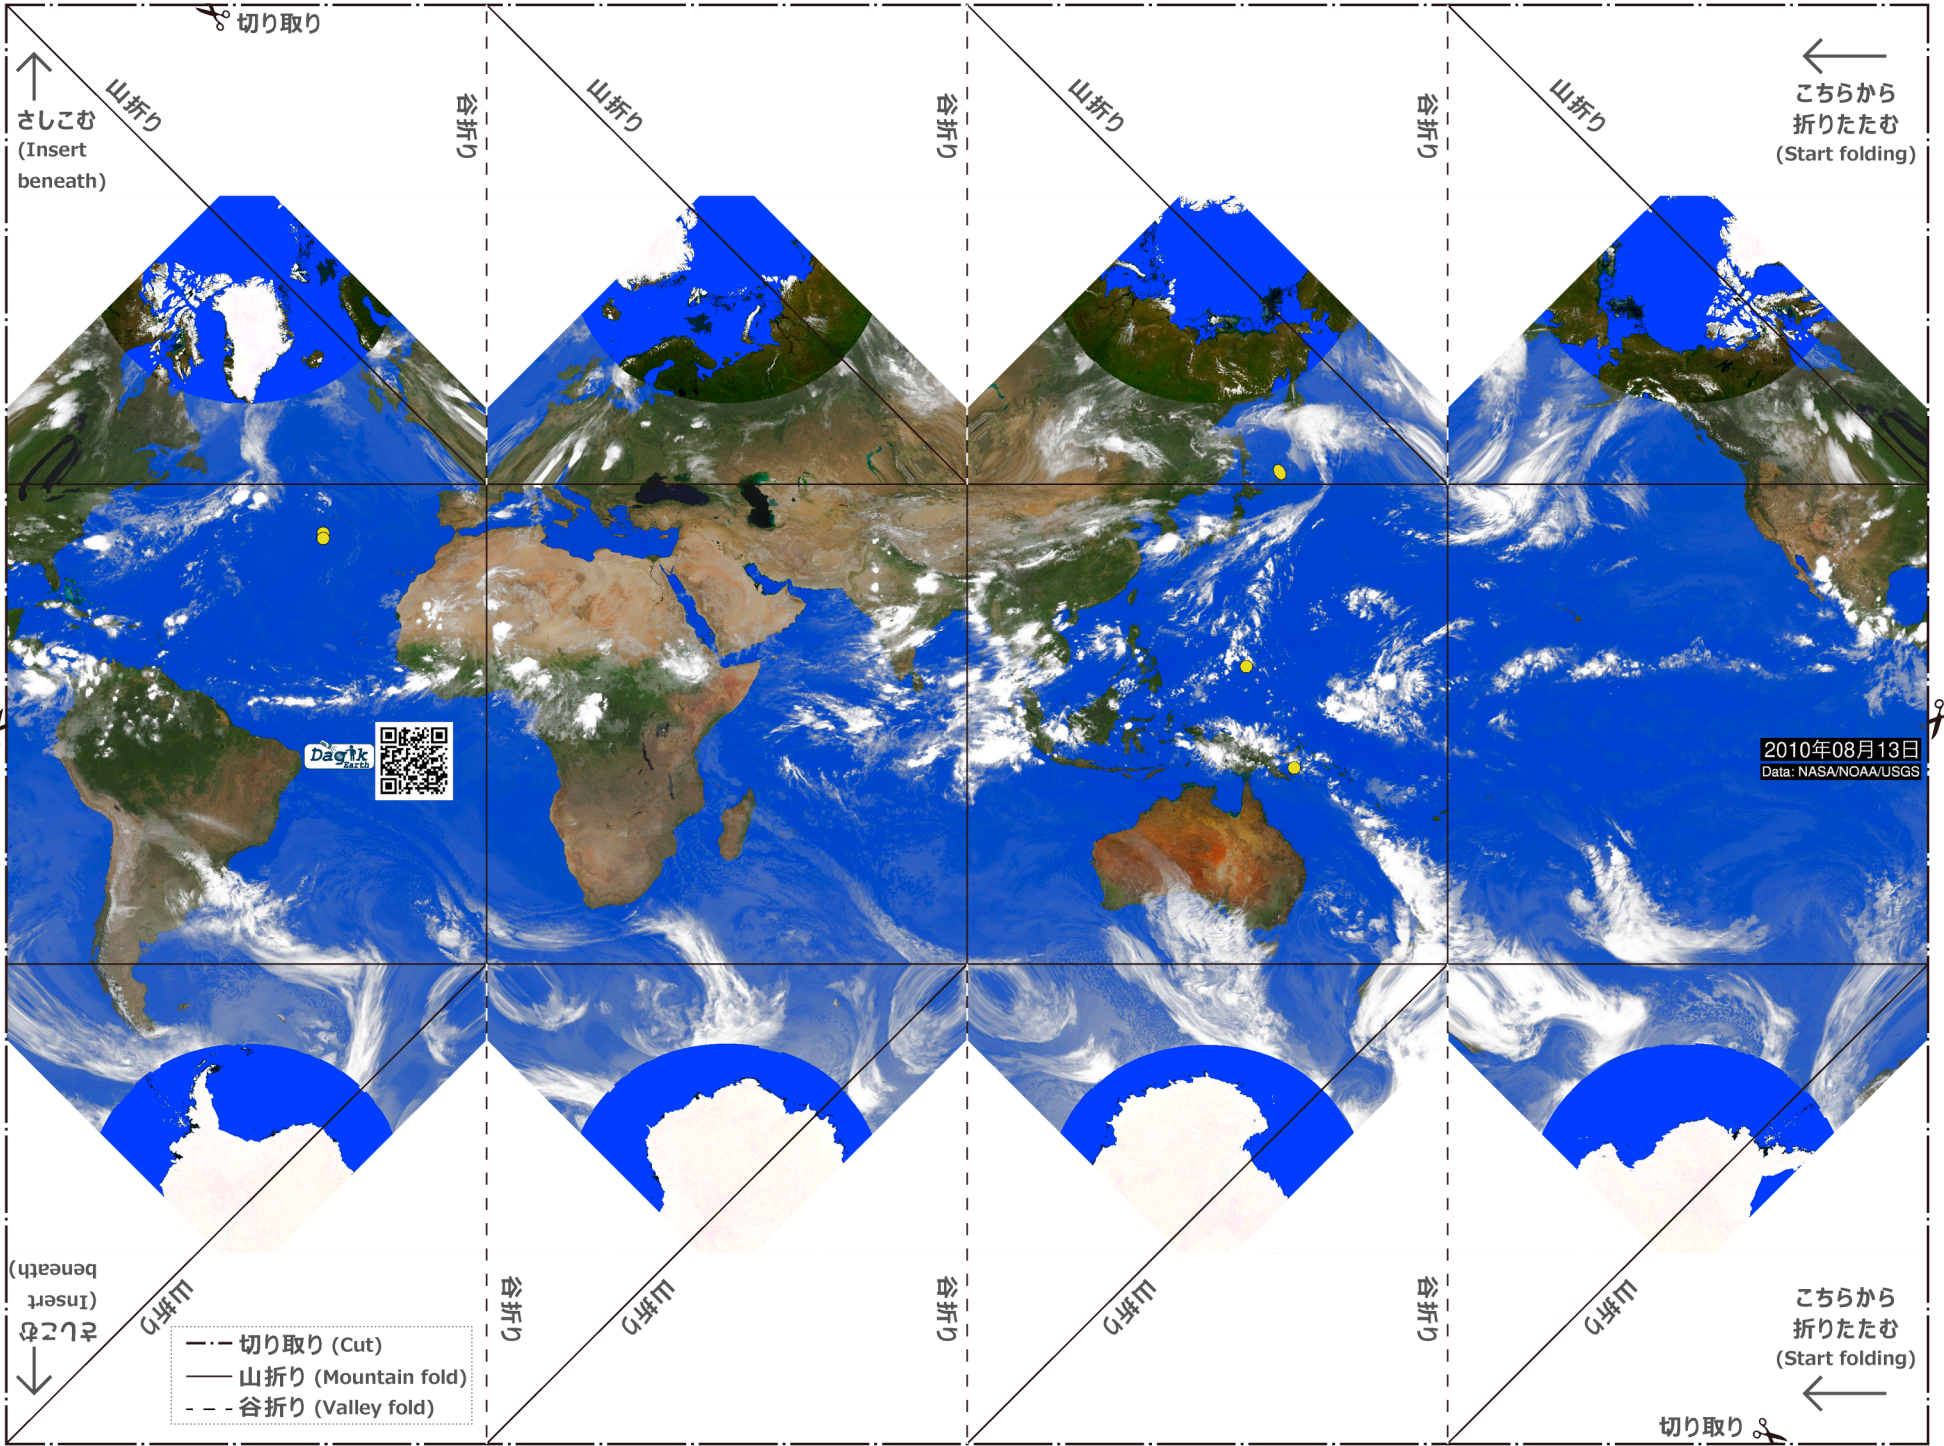 切り取り
山折り
谷折り
山折り
谷折り
山折り
谷折り
山折り
さしこむ
(Insert
beneath)
こちらから
折りたたむ
(Start folding)
Dagik
Earth
2010年08月13日
Data: NASA/NOAA/USGS
さしこむ
(Insert
beneath)
山折り
谷折り
山折り
谷折り
山折り
谷折り
山折り
切り取り (Cut)
山折り (Mountain fold)
谷折り (Valley fold)
こちらから
折りたたむ
(Start folding)
切り取り